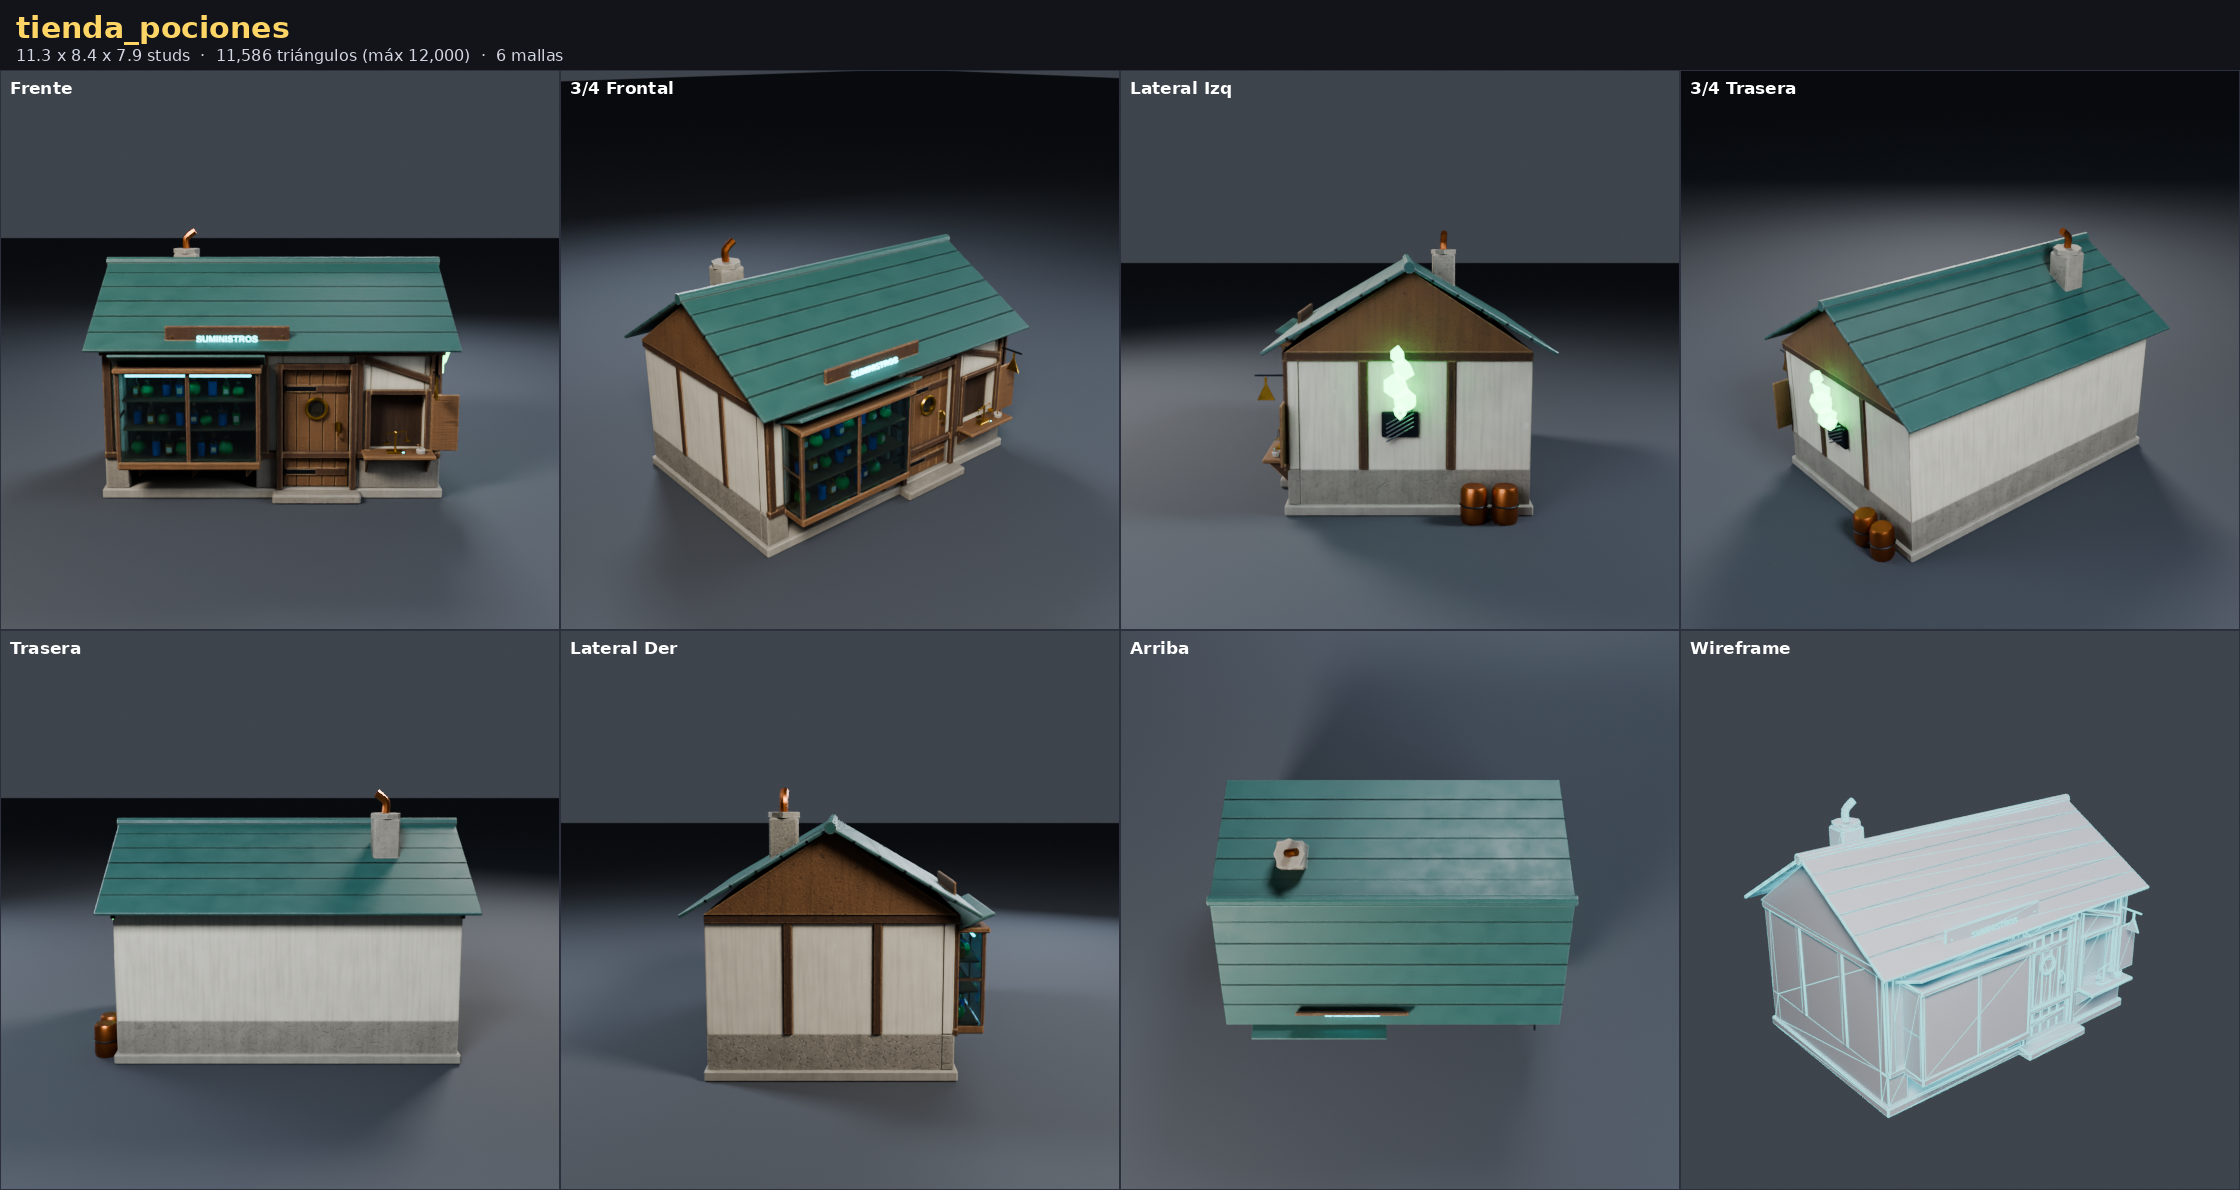 tienda_pociones
11.3 x 8.4 x 7.9 studs · 11,586 triángulos (máx 12,000) · 6 mallas
Frente
3/4 Frontal
Lateral Izq
3/4 Trasera
SUMINISTROS
SUMINISTROS
Trasera
Lateral Der
Arriba
Wireframe